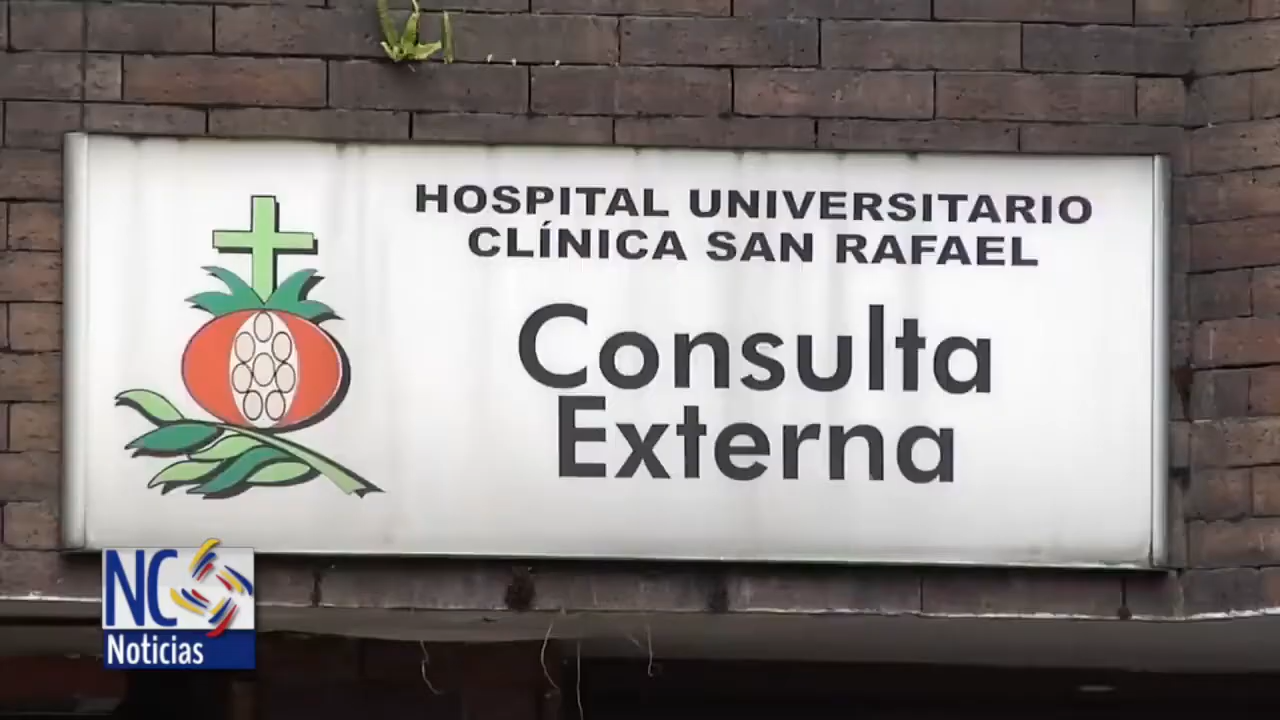 HOSPITAL UNIVERSITARIO
CLÍNICA SAN RAFAEL
Consulta
Externa
NC
Noticias